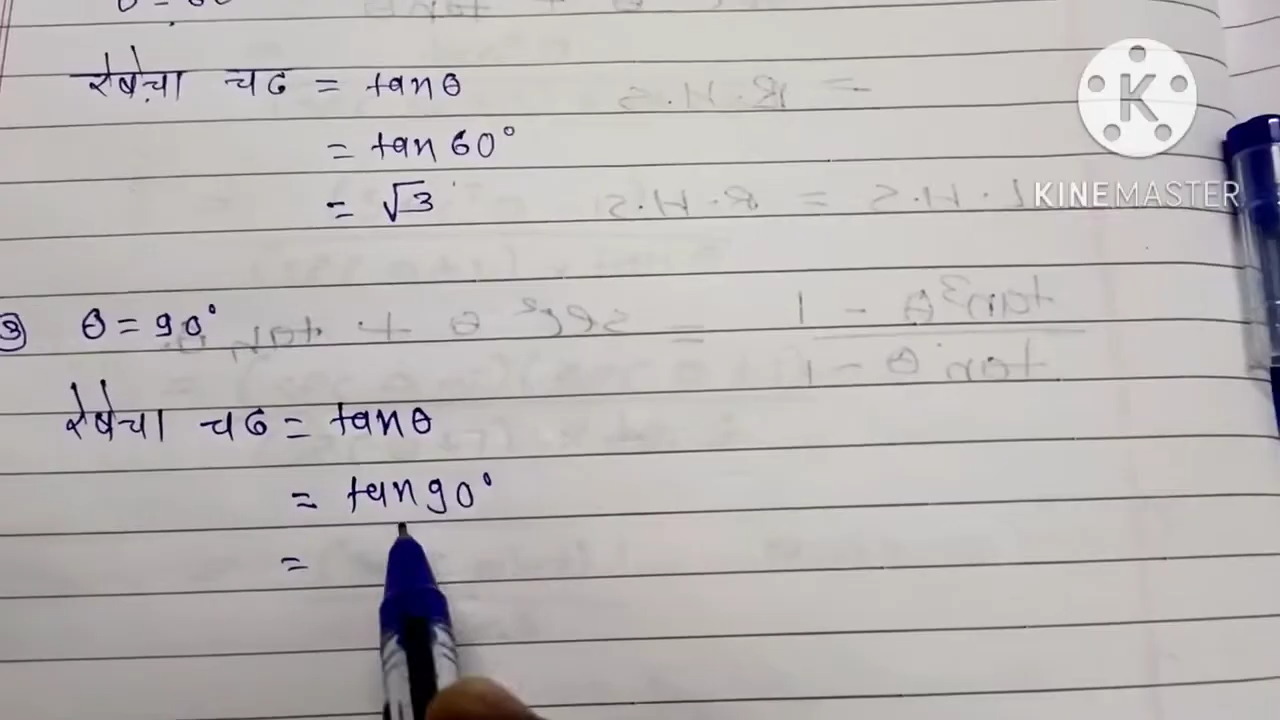 रेषेचा चढ = tanθ
= tan 60°
= √3
KINEMASTER
③ θ = 90°
रेषेचा चढ = tanθ
= tan 90°
=